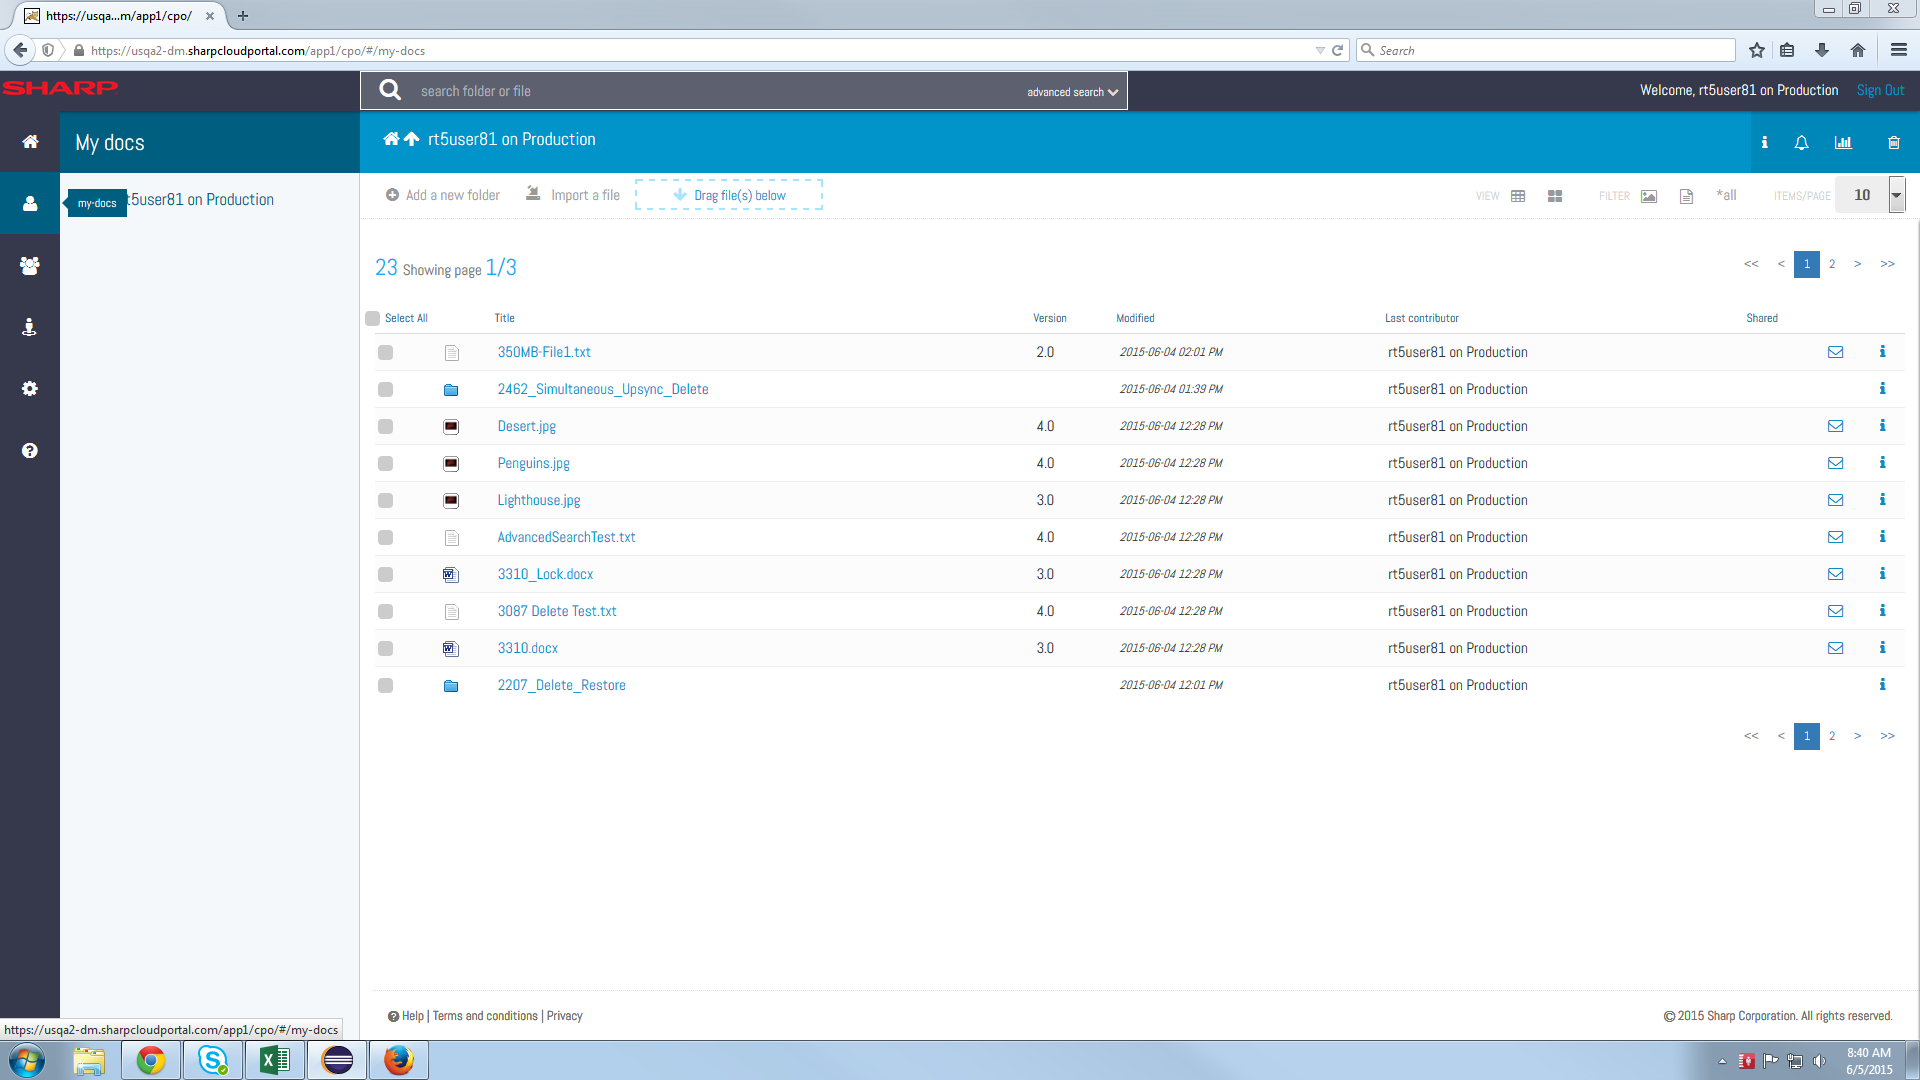 https://usqa...m/app1/cpo/
https://usqa2-dm.sharpcloudportal.com/app1/cpo/#/my-docs
Search
SHARP
search folder or file
advanced search
Welcome, rt5user81 on Production
Sign Out
My docs
rt5user81 on Production
my-docs
t5user81 on Production
Add a new folder
Import a file
Drag file(s) below
VIEW
FILTER
*all
ITEMS/PAGE
10
23 Showing page 1/3
<< < 1 2 > >>
Select All Title Version Modified Last contributor Shared
350MB-File1.txt 2.0 2015-06-04 02:01 PM rt5user81 on Production
2462_Simultaneous_Upsync_Delete 2015-06-04 01:39 PM rt5user81 on Production
Desert.jpg 4.0 2015-06-04 12:28 PM rt5user81 on Production
Penguins.jpg 4.0 2015-06-04 12:28 PM rt5user81 on Production
Lighthouse.jpg 3.0 2015-06-04 12:28 PM rt5user81 on Production
AdvancedSearchTest.txt 4.0 2015-06-04 12:28 PM rt5user81 on Production
3310_Lock.docx 3.0 2015-06-04 12:28 PM rt5user81 on Production
3087 Delete Test.txt 4.0 2015-06-04 12:28 PM rt5user81 on Production
3310.docx 3.0 2015-06-04 12:28 PM rt5user81 on Production
2207_Delete_Restore 2015-06-04 12:01 PM rt5user81 on Production
<< < 1 2 > >>
Help | Terms and conditions | Privacy
© 2015 Sharp Corporation. All rights reserved.
https://usqa2-dm.sharpcloudportal.com/app1/cpo/#/my-docs
8:40 AM
6/5/2015